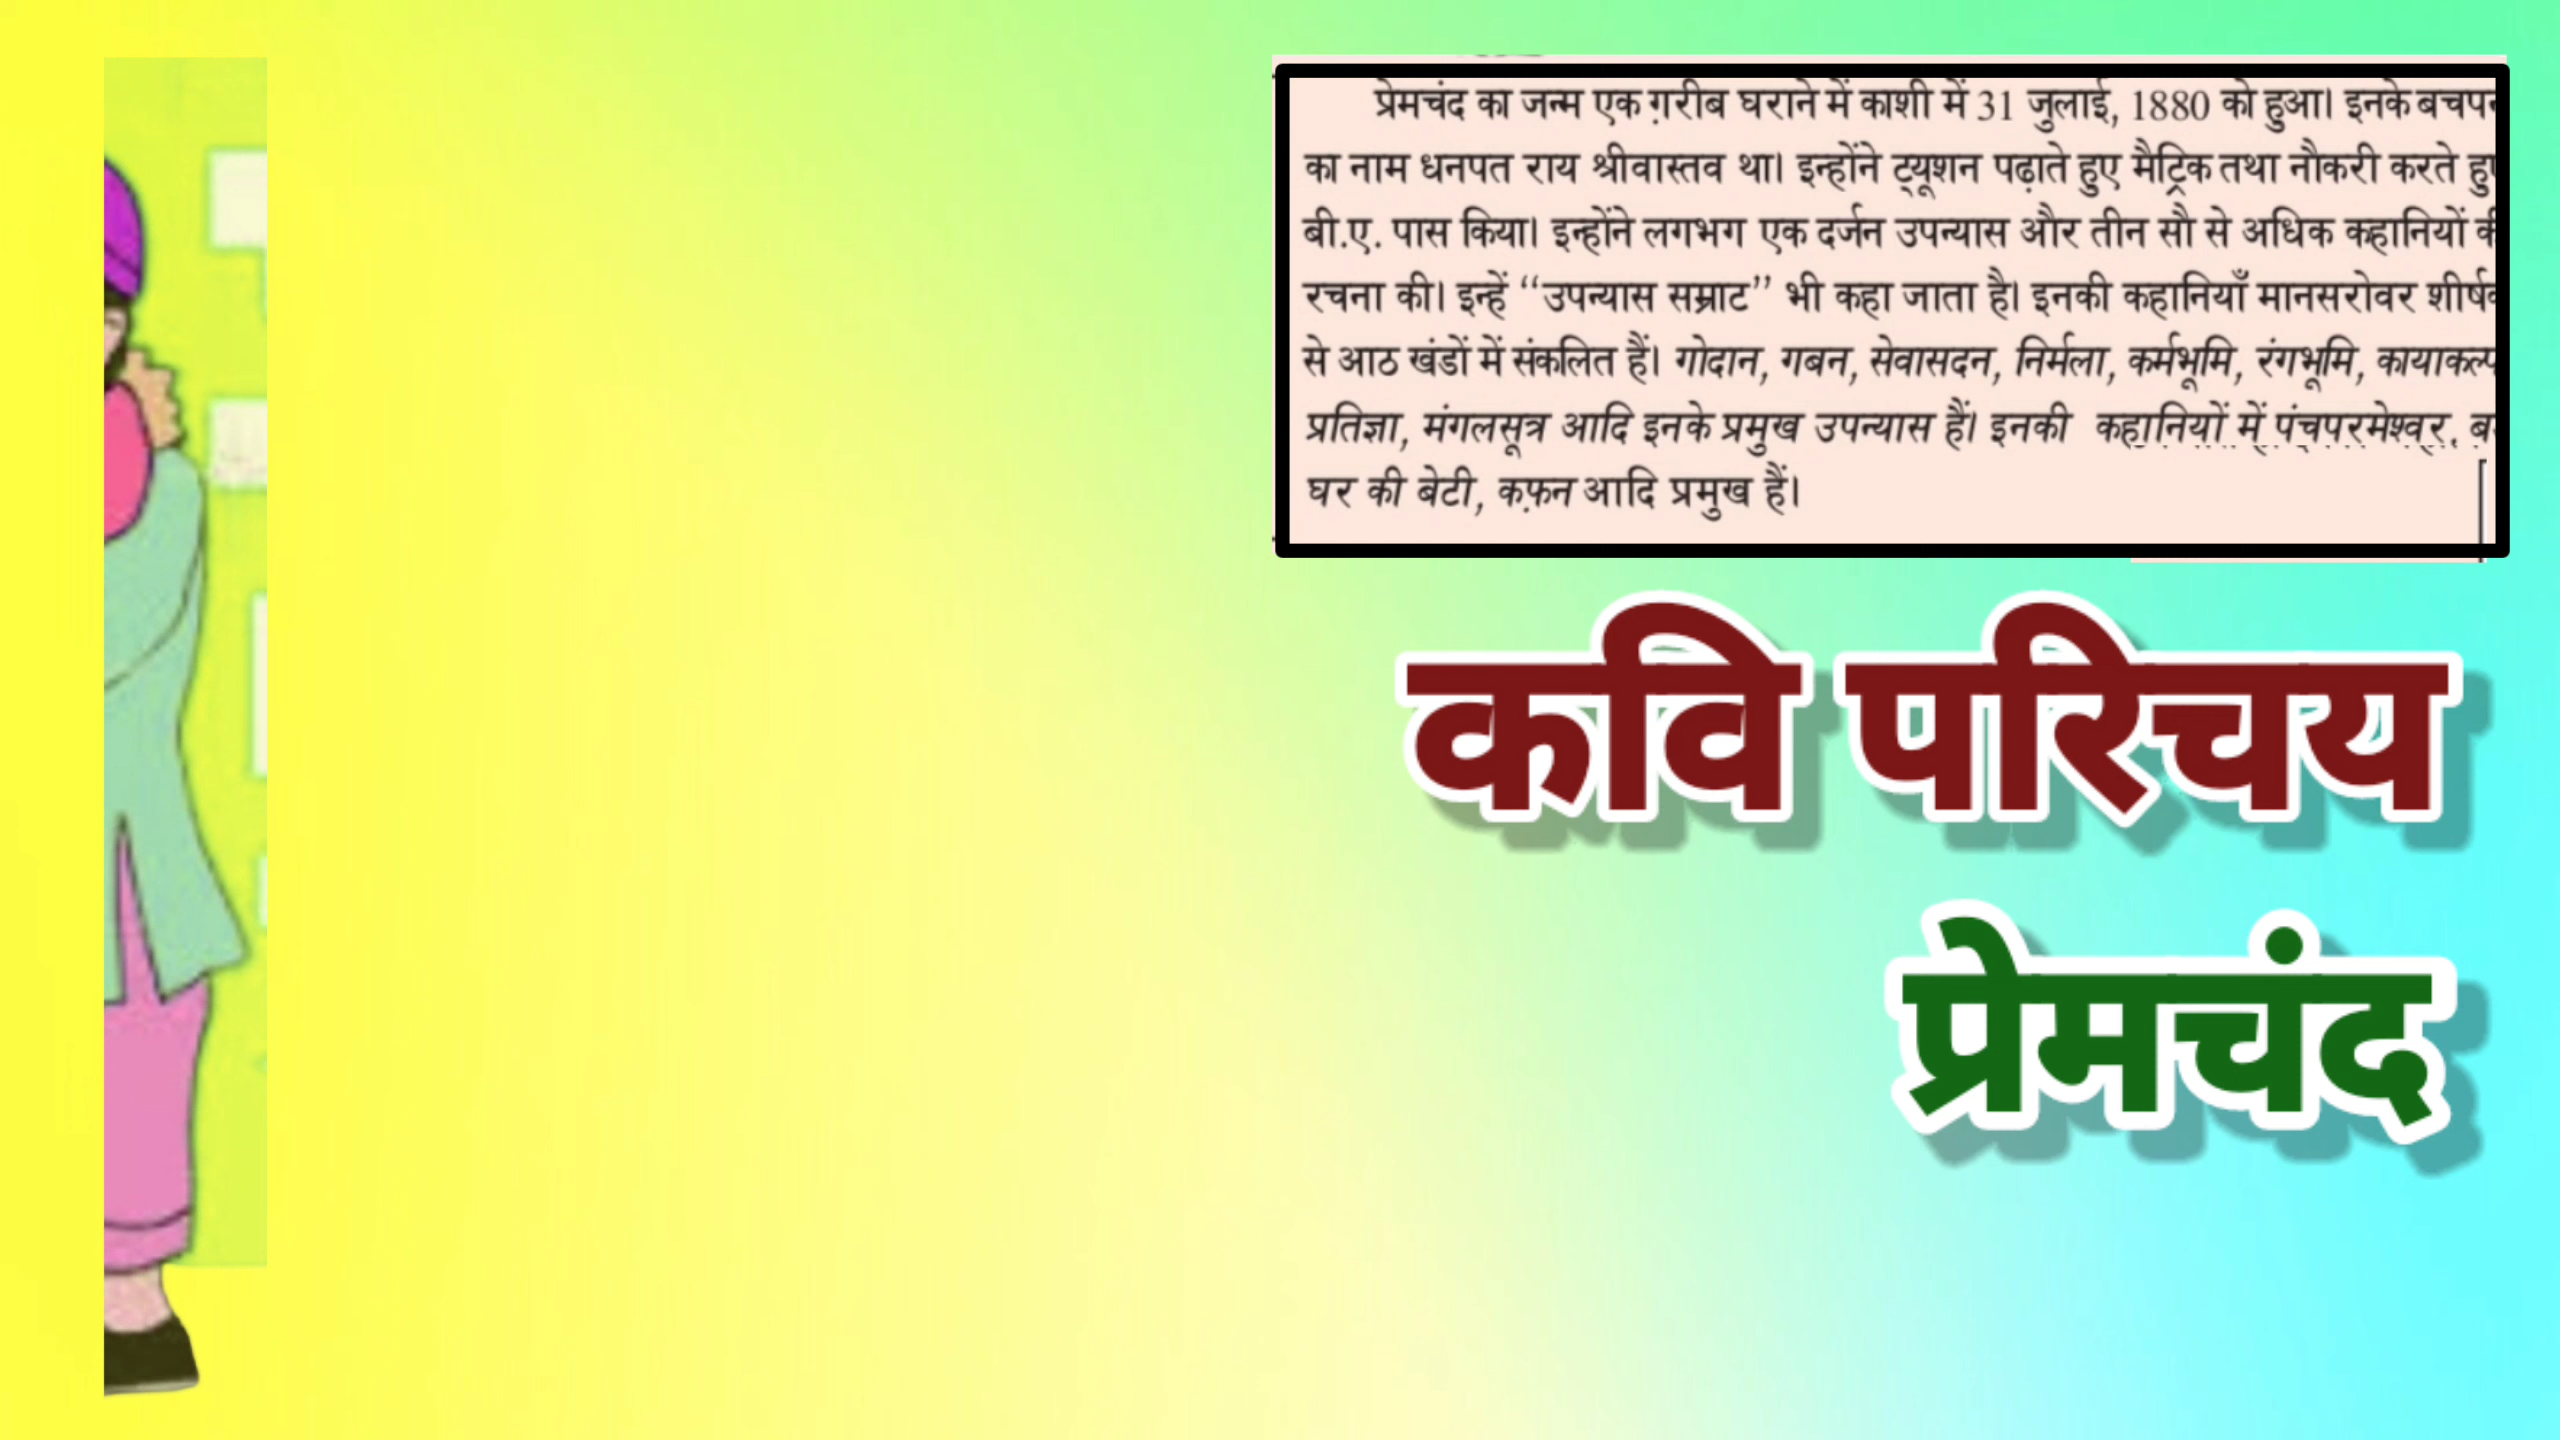 प्रेमचंद का जन्म एक ग़रीब घराने में काशी में 31 जुलाई, 1880 को हुआ। इनके बचपन
का नाम धनपत राय श्रीवास्तव था। इन्होंने ट्यूशन पढ़ाते हुए मैट्रिक तथा नौकरी करते हुए
बी.ए. पास किया। इन्होंने लगभग एक दर्जन उपन्यास और तीन सौ से अधिक कहानियों की
रचना की। इन्हें “उपन्यास सम्राट” भी कहा जाता है। इनकी कहानियाँ मानसरोवर शीर्षक
से आठ खंडों में संकलित हैं। गोदान, गबन, सेवासदन, निर्मला, कर्मभूमि, रंगभूमि, कायाकल्प
प्रतिज्ञा, मंगलसूत्र आदि इनके प्रमुख उपन्यास हैं। इनकी कहानियों में पंचपरमेश्वर,
घर की बेटी, कफ़न आदि प्रमुख हैं।
कवि परिचय
प्रेमचंद